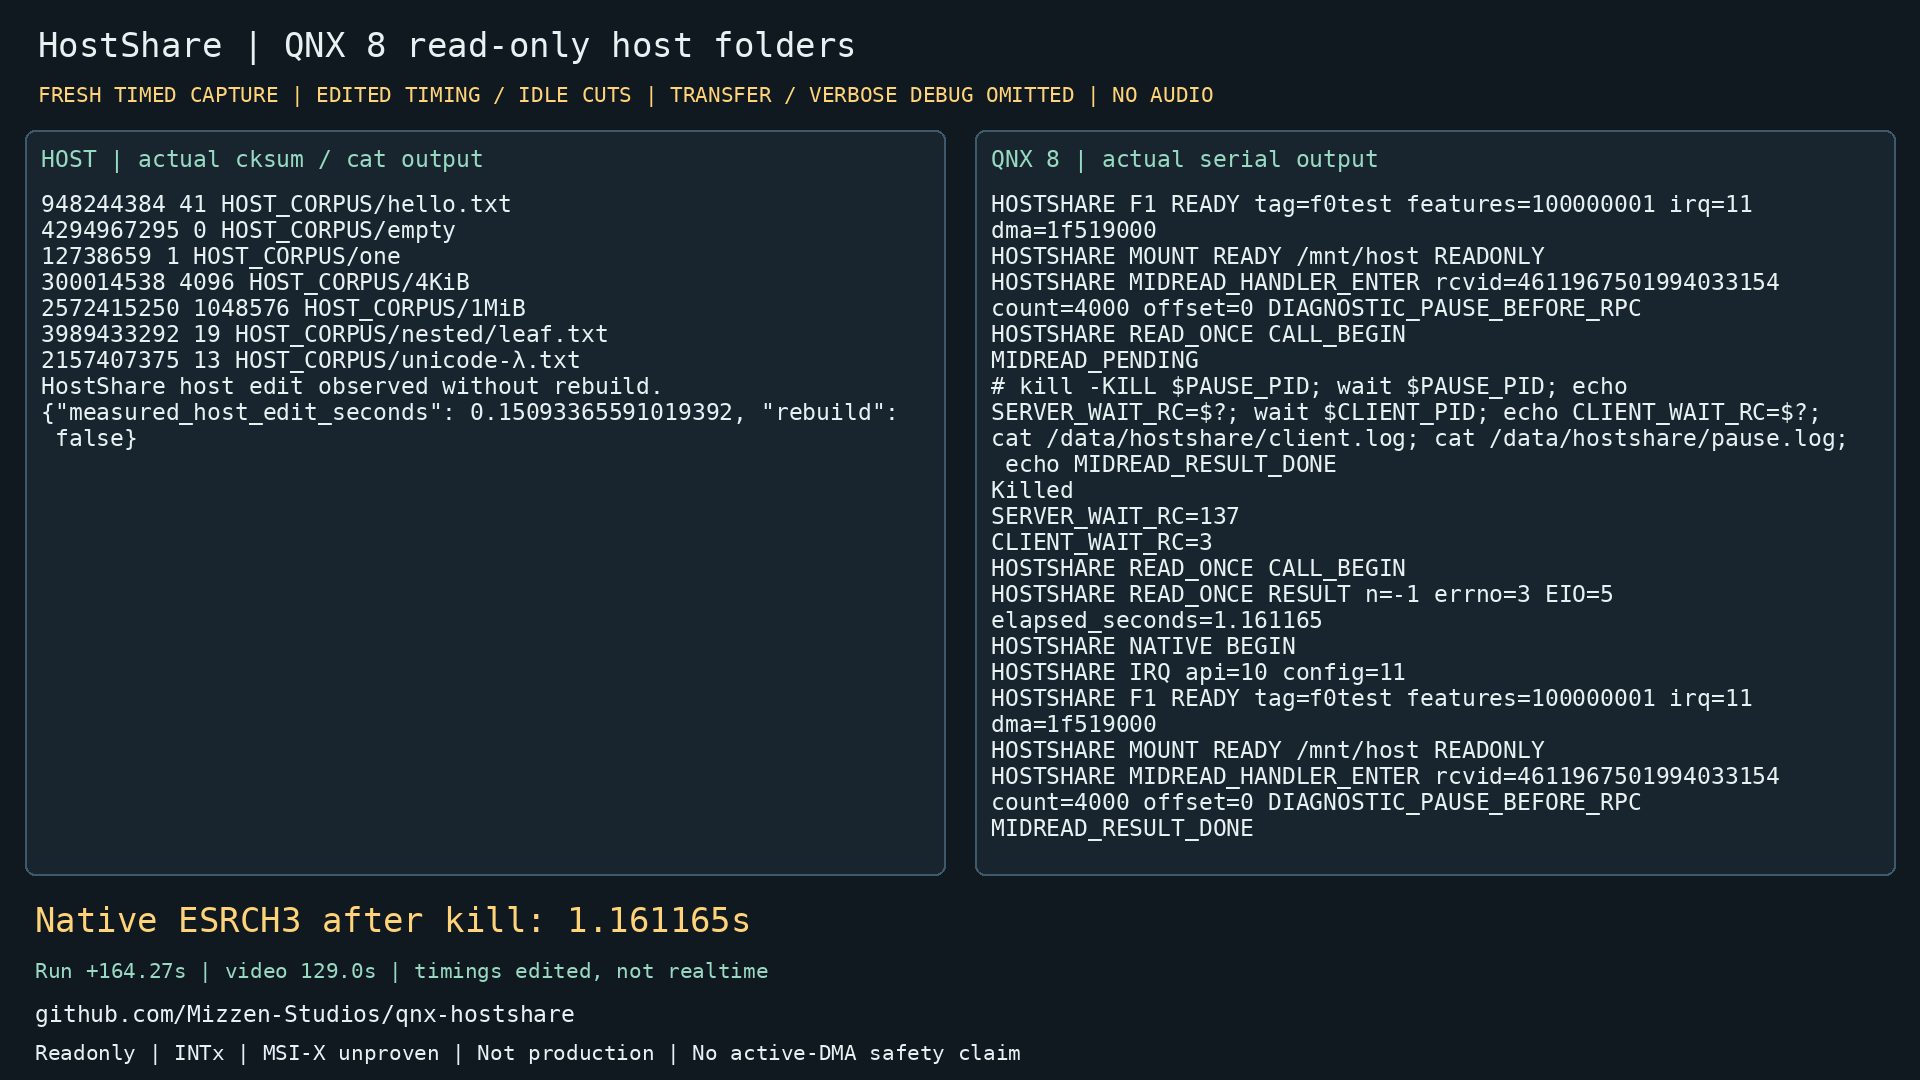 HostShare | QNX 8 read-only host folders
FRESH TIMED CAPTURE | EDITED TIMING / IDLE CUTS | TRANSFER / VERBOSE DEBUG OMITTED | NO AUDIO
HOST | actual cksum / cat output
948244384 41 HOST_CORPUS/hello.txt
4294967295 0 HOST_CORPUS/empty
12738659 1 HOST_CORPUS/one
300014538 4096 HOST_CORPUS/4KiB
2572415250 1048576 HOST_CORPUS/1MiB
3989433292 19 HOST_CORPUS/nested/leaf.txt
2157407375 13 HOST_CORPUS/unicode-λ.txt
HostShare host edit observed without rebuild.
{"measured_host_edit_seconds": 0.15093365591019392, "rebuild":
 false}
QNX 8 | actual serial output
HOSTSHARE F1 READY tag=f0test features=100000001 irq=11
dma=1f519000
HOSTSHARE MOUNT READY /mnt/host READONLY
HOSTSHARE MIDREAD_HANDLER_ENTER rcvid=4611967501994033154
count=4000 offset=0 DIAGNOSTIC_PAUSE_BEFORE_RPC
HOSTSHARE READ_ONCE CALL_BEGIN
MIDREAD_PENDING
# kill -KILL $PAUSE_PID; wait $PAUSE_PID; echo
SERVER_WAIT_RC=$?; wait $CLIENT_PID; echo CLIENT_WAIT_RC=$?;
cat /data/hostshare/client.log; cat /data/hostshare/pause.log;
 echo MIDREAD_RESULT_DONE
Killed
SERVER_WAIT_RC=137
CLIENT_WAIT_RC=3
HOSTSHARE READ_ONCE CALL_BEGIN
HOSTSHARE READ_ONCE RESULT n=-1 errno=3 EIO=5
elapsed_seconds=1.161165
HOSTSHARE NATIVE BEGIN
HOSTSHARE IRQ api=10 config=11
HOSTSHARE F1 READY tag=f0test features=100000001 irq=11
dma=1f519000
HOSTSHARE MOUNT READY /mnt/host READONLY
HOSTSHARE MIDREAD_HANDLER_ENTER rcvid=4611967501994033154
count=4000 offset=0 DIAGNOSTIC_PAUSE_BEFORE_RPC
MIDREAD_RESULT_DONE
Native ESRCH3 after kill: 1.161165s
Run +164.27s | video 129.0s | timings edited, not realtime
github.com/Mizzen-Studios/qnx-hostshare
Readonly | INTx | MSI-X unproven | Not production | No active-DMA safety claim